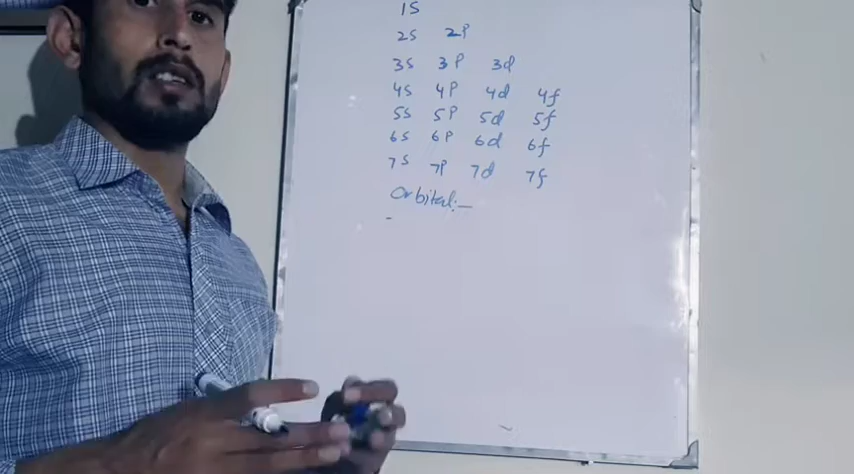 1S
2S 2P
3S 3P 3d
4S 4P 4d 4f
5S 5P 5d 5f
6S 6P 6d 6f
7S 7P 7d 7f
Orbital:-